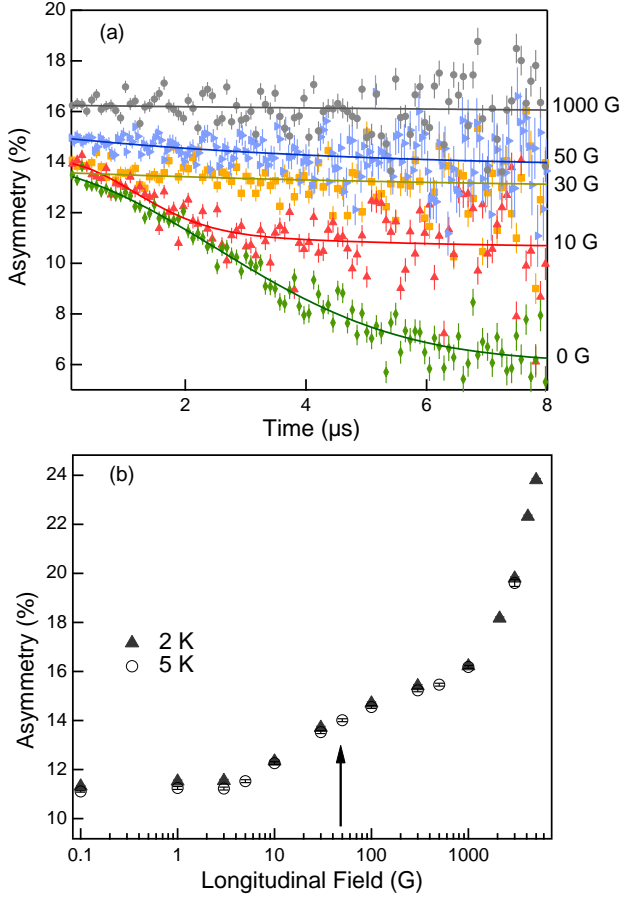 20
18
16
14
12
10
8
6
Asymmetry (%)
(a)
1000 G
50 G
30 G
10 G
0 G
2
4
6
8
Time (µs)
24
22
20
18
16
14
12
10
Asymmetry (%)
(b)
2 K
5 K
0.1
1
10
100
1000
Longitudinal Field (G)